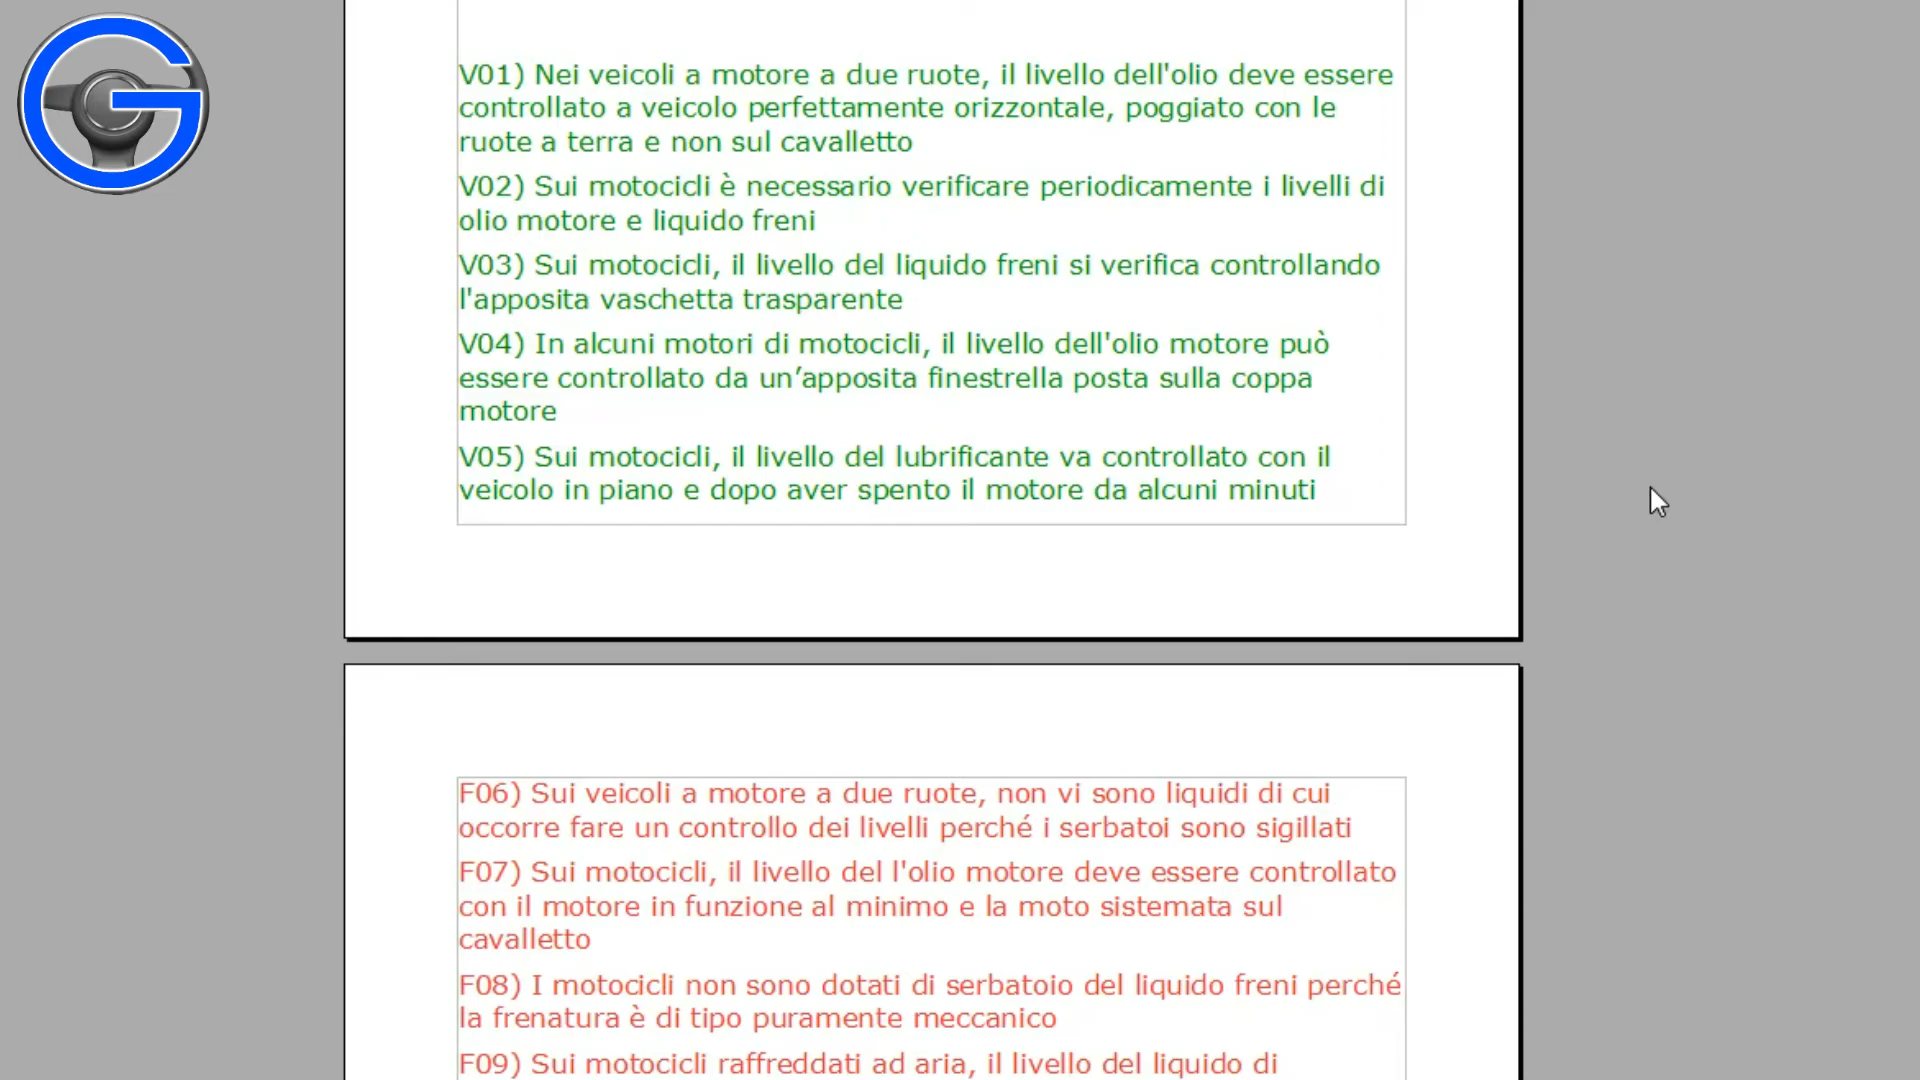 G
V01) Nei veicoli a motore a due ruote, il livello dell'olio deve essere
controllato a veicolo perfettamente orizzontale, poggiato con le
ruote a terra e non sul cavalletto
V02) Sui motocicli è necessario verificare periodicamente i livelli di
olio motore e liquido freni
V03) Sui motocicli, il livello del liquido freni si verifica controllando
l'apposita vaschetta trasparente
V04) In alcuni motori di motocicli, il livello dell'olio motore può
essere controllato da un’apposita finestrella posta sulla coppa
motore
V05) Sui motocicli, il livello del lubrificante va controllato con il
veicolo in piano e dopo aver spento il motore da alcuni minuti
F06) Sui veicoli a motore a due ruote, non vi sono liquidi di cui
occorre fare un controllo dei livelli perché i serbatoi sono sigillati
F07) Sui motocicli, il livello del l'olio motore deve essere controllato
con il motore in funzione al minimo e la moto sistemata sul
cavalletto
F08) I motocicli non sono dotati di serbatoio del liquido freni perché
la frenatura è di tipo puramente meccanico
F09) Sui motocicli raffreddati ad aria, il livello del liquido di